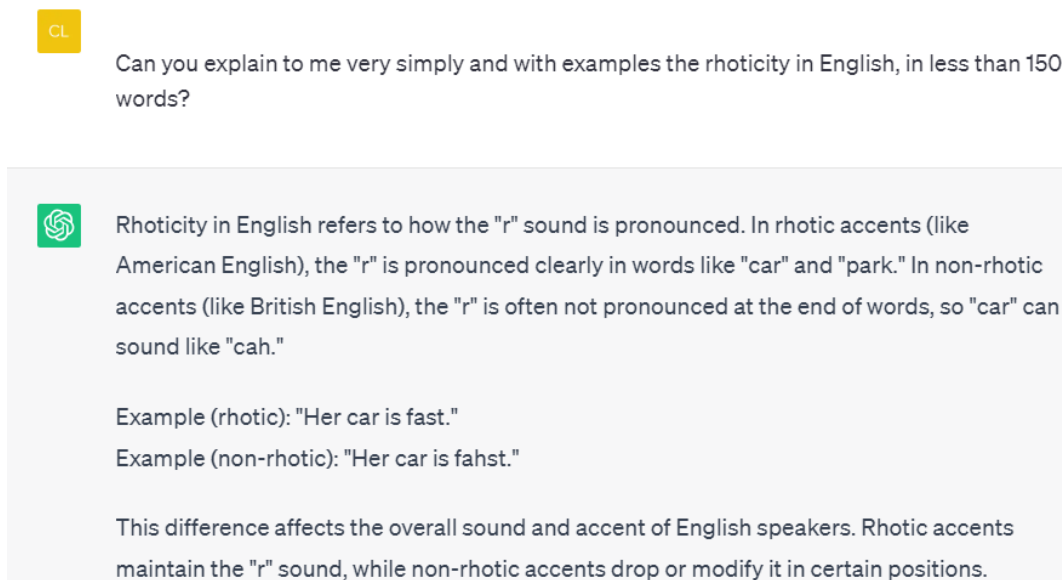 CL
Can you explain to me very simply and with examples the rhoticity in English, in less than 150
words?
Rhoticity in English refers to how the "r" sound is pronounced. In rhotic accents (like
American English), the "r" is pronounced clearly in words like "car" and "park." In non-rhotic
accents (like British English), the "r" is often not pronounced at the end of words, so "car" can
sound like "cah."
Example (rhotic): "Her car is fast."
Example (non-rhotic): "Her car is fahst."
This difference affects the overall sound and accent of English speakers. Rhotic accents
maintain the "r" sound, while non-rhotic accents drop or modify it in certain positions.